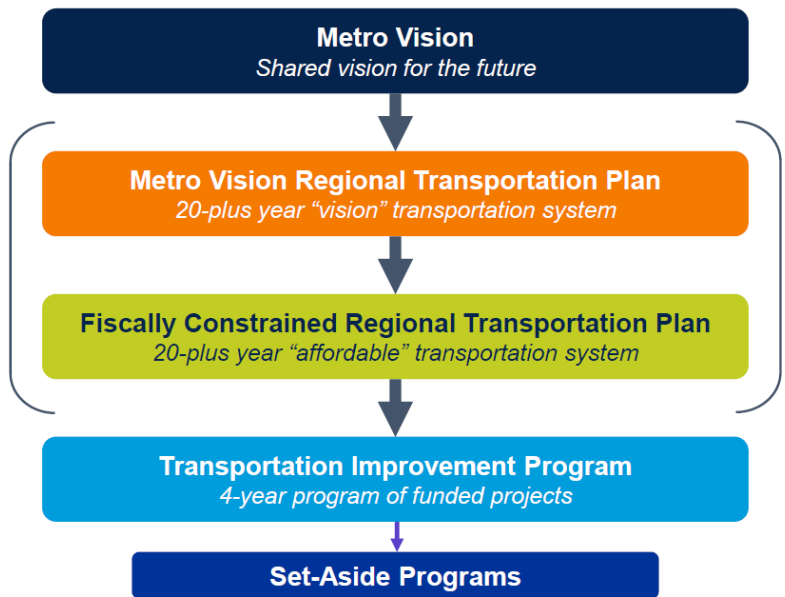 Metro Vision
Shared vision for the future
Metro Vision Regional Transportation Plan
20-plus year “vision” transportation system
Fiscally Constrained Regional Transportation Plan
20-plus year “affordable” transportation system
Transportation Improvement Program
4-year program of funded projects
Set-Aside Programs